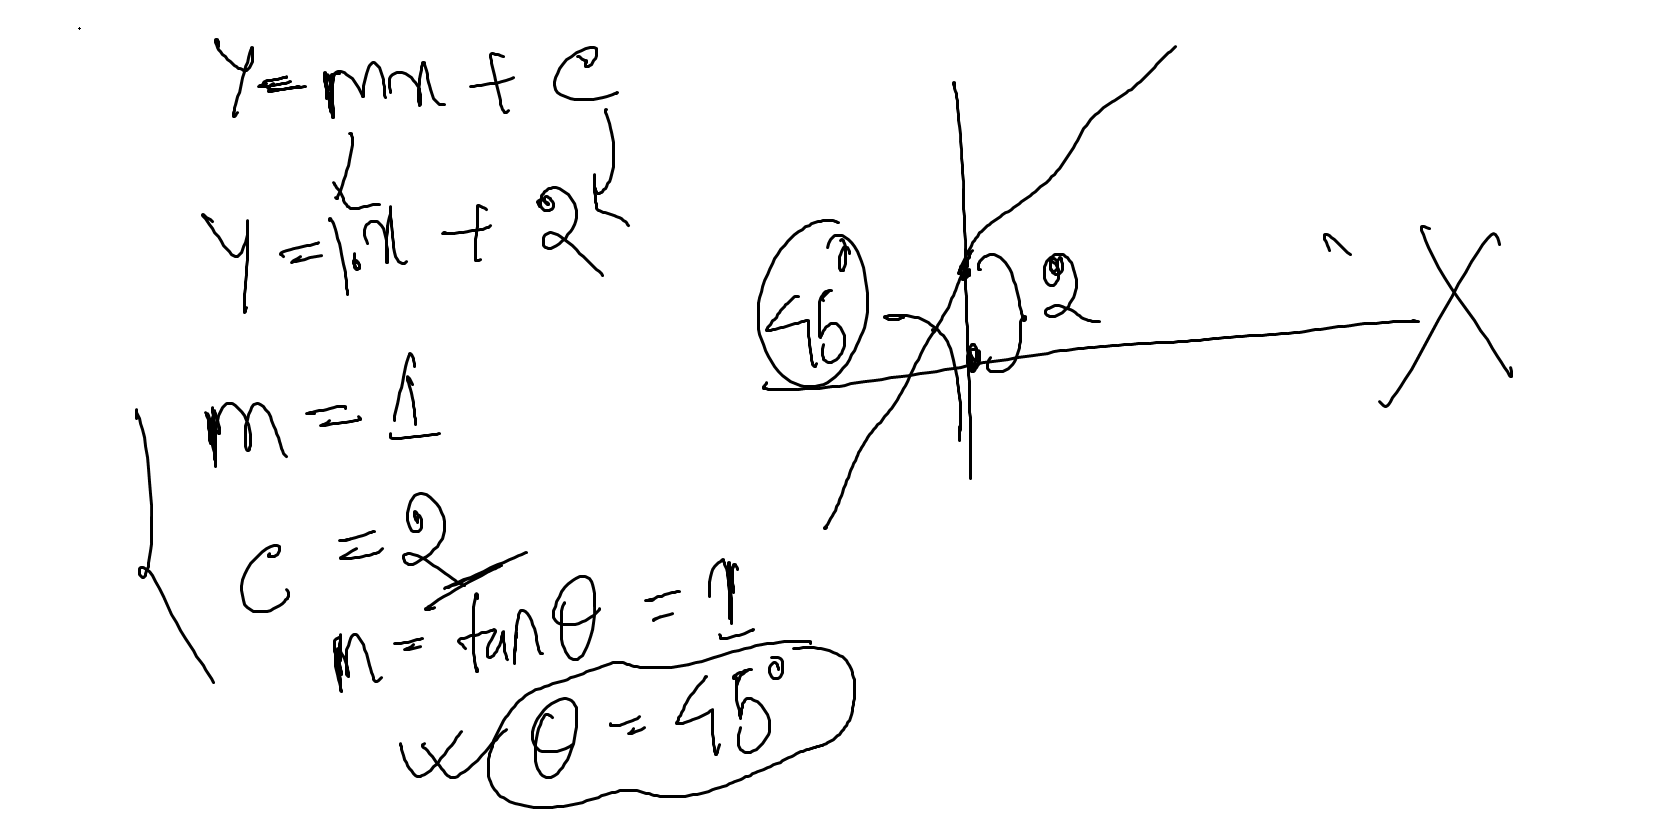 Y = mx + c
Y = 1.x + 2
m = 1
c = 2
m = tanθ = 1
θ = 45°
45°
2
X